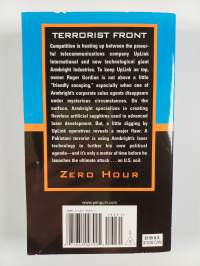 TERRORIST FRONT
Competition is heating up between the power-
ful telecommunications company UpLink
International and new technological giant
Armbright Industries. To keep UpLink on top,
owner Roger Gordian is not above a little
"friendly snooping," especially when one of
Armbright's corporate sales agents disappears
under mysterious circumstances. On the
surface, Armbright specializes in creating
flawless artificial sapphires used in advanced
laser development. But, a little digging by
UpLink operatives reveals a major flaw: A
Pakistani terrorist is using Armbright's laser
technology to further his own political
agenda—and it's only a matter of time before he
launches the ultimate attack . . . on U.S. soil.
ZERO HOUR
www.penguin.com